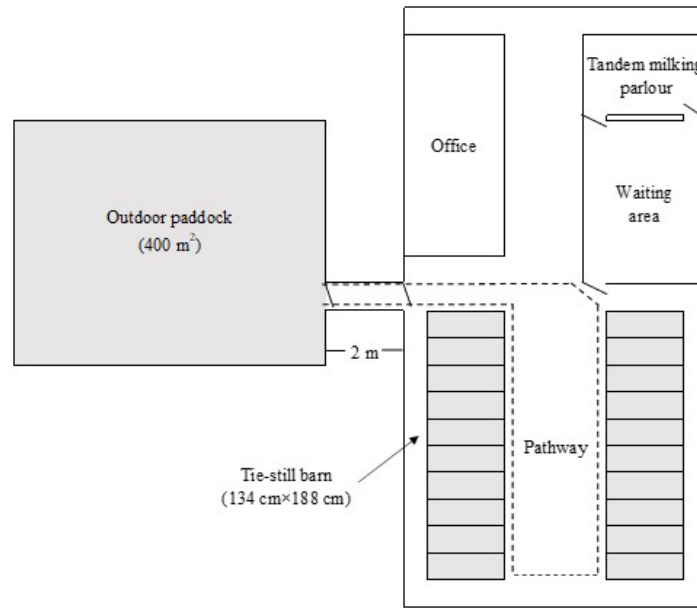 Tandem milking
parlour
Office
Waiting
area
Outdoor paddock
(400 m²)
2 m
Pathway
Tie-still barn
(134 cm×188 cm)